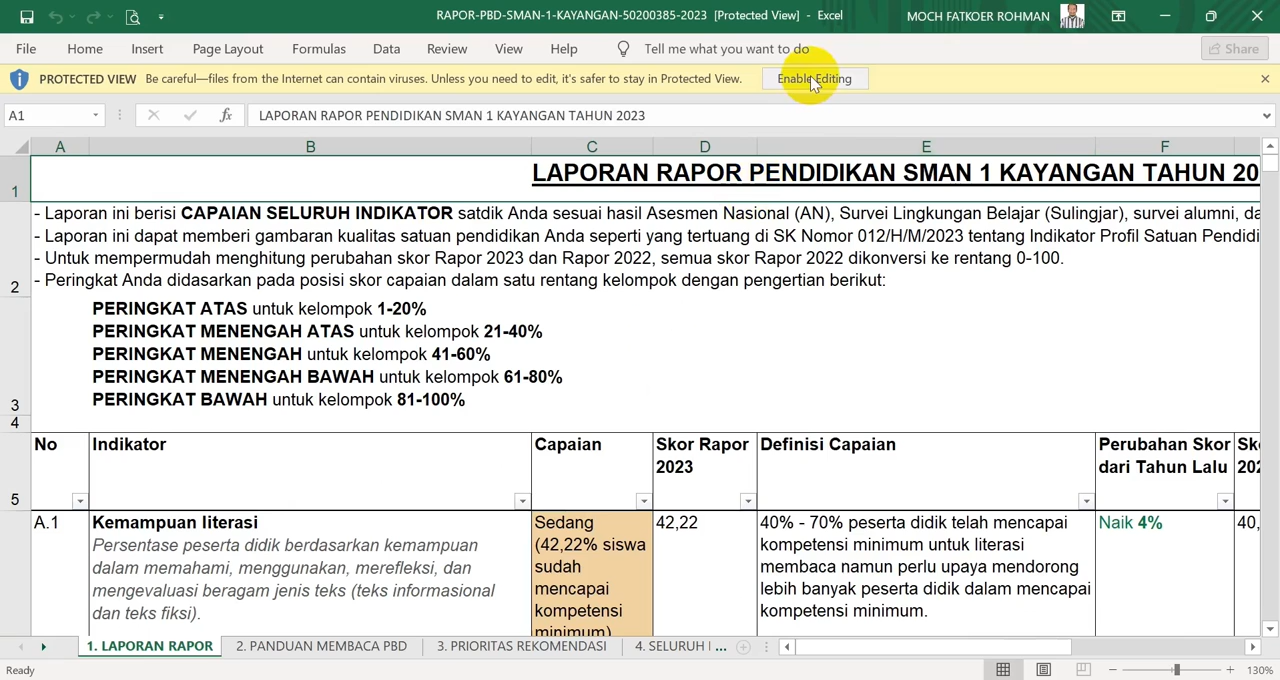 RAPOR-PBD-SMAN-1-KAYANGAN-50200385-2023 [Protected View] - Excel
MOCH FATKOER ROHMAN
File Home Insert Page Layout Formulas Data Review View Help Tell me what you want to do Share
PROTECTED VIEW Be careful—files from the Internet can contain viruses. Unless you need to edit, it's safer to stay in Protected View. Enable Editing
A1 fx LAPORAN RAPOR PENDIDIKAN SMAN 1 KAYANGAN TAHUN 2023
A B C D E F
1 LAPORAN RAPOR PENDIDIKAN SMAN 1 KAYANGAN TAHUN 20
- Laporan ini berisi CAPAIAN SELURUH INDIKATOR satdik Anda sesuai hasil Asesmen Nasional (AN), Survei Lingkungan Belajar (Sulingjar), survei alumni, da
- Laporan ini dapat memberi gambaran kualitas satuan pendidikan Anda seperti yang tertuang di SK Nomor 012/H/M/2023 tentang Indikator Profil Satuan Pendidi
- Untuk mempermudah menghitung perubahan skor Rapor 2023 dan Rapor 2022, semua skor Rapor 2022 dikonversi ke rentang 0-100.
2 - Peringkat Anda didasarkan pada posisi skor capaian dalam satu rentang kelompok dengan pengertian berikut:
PERINGKAT ATAS untuk kelompok 1-20%
PERINGKAT MENENGAH ATAS untuk kelompok 21-40%
PERINGKAT MENENGAH untuk kelompok 41-60%
PERINGKAT MENENGAH BAWAH untuk kelompok 61-80%
3 PERINGKAT BAWAH untuk kelompok 81-100%
4
5
No
Indikator
Capaian
Skor Rapor
2023
Definisi Capaian
Perubahan Skor
dari Tahun Lalu
A.1
Kemampuan literasi
Persentase peserta didik berdasarkan kemampuan
dalam memahami, menggunakan, merefleksi, dan
mengevaluasi beragam jenis teks (teks informasional
dan teks fiksi).
Sedang
(42,22% siswa
sudah
mencapai
kompetensi
minimum)
42,22
40% - 70% peserta didik telah mencapai
kompetensi minimum untuk literasi
membaca namun perlu upaya mendorong
lebih banyak peserta didik dalam mencapai
kompetensi minimum.
Naik 4%
40,
1. LAPORAN RAPOR 2. PANDUAN MEMBACA PBD 3. PRIORITAS REKOMENDASI 4. SELURUH ...
Ready 130%